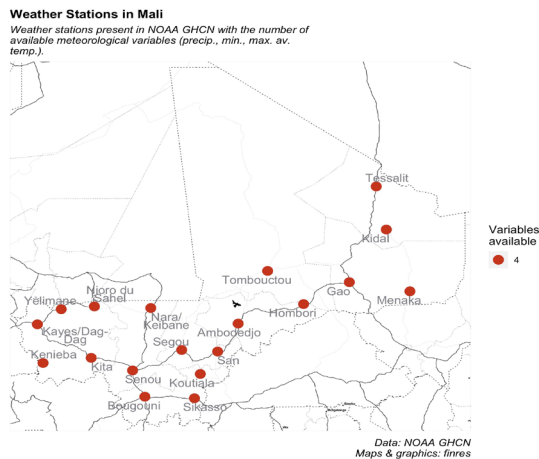 Weather Stations in Mali
Weather stations present in NOAA GHCN with the number of
available meteorological variables (precip., min., max. av.
temp.).
Tessalit
Kidal
Variables
available
4
Tombouctou
Gao
Menaka
Nioro du
Sahel
Yelimane
Hombori
Nara/
Keibane
Kayes/Dag-
Dag
Ambodedjo
Segou
Kenieba
Kita
San
Senou
Koutiala
Bougouni
Sikasso
Data: NOAA GHCN
Maps & graphics: finres